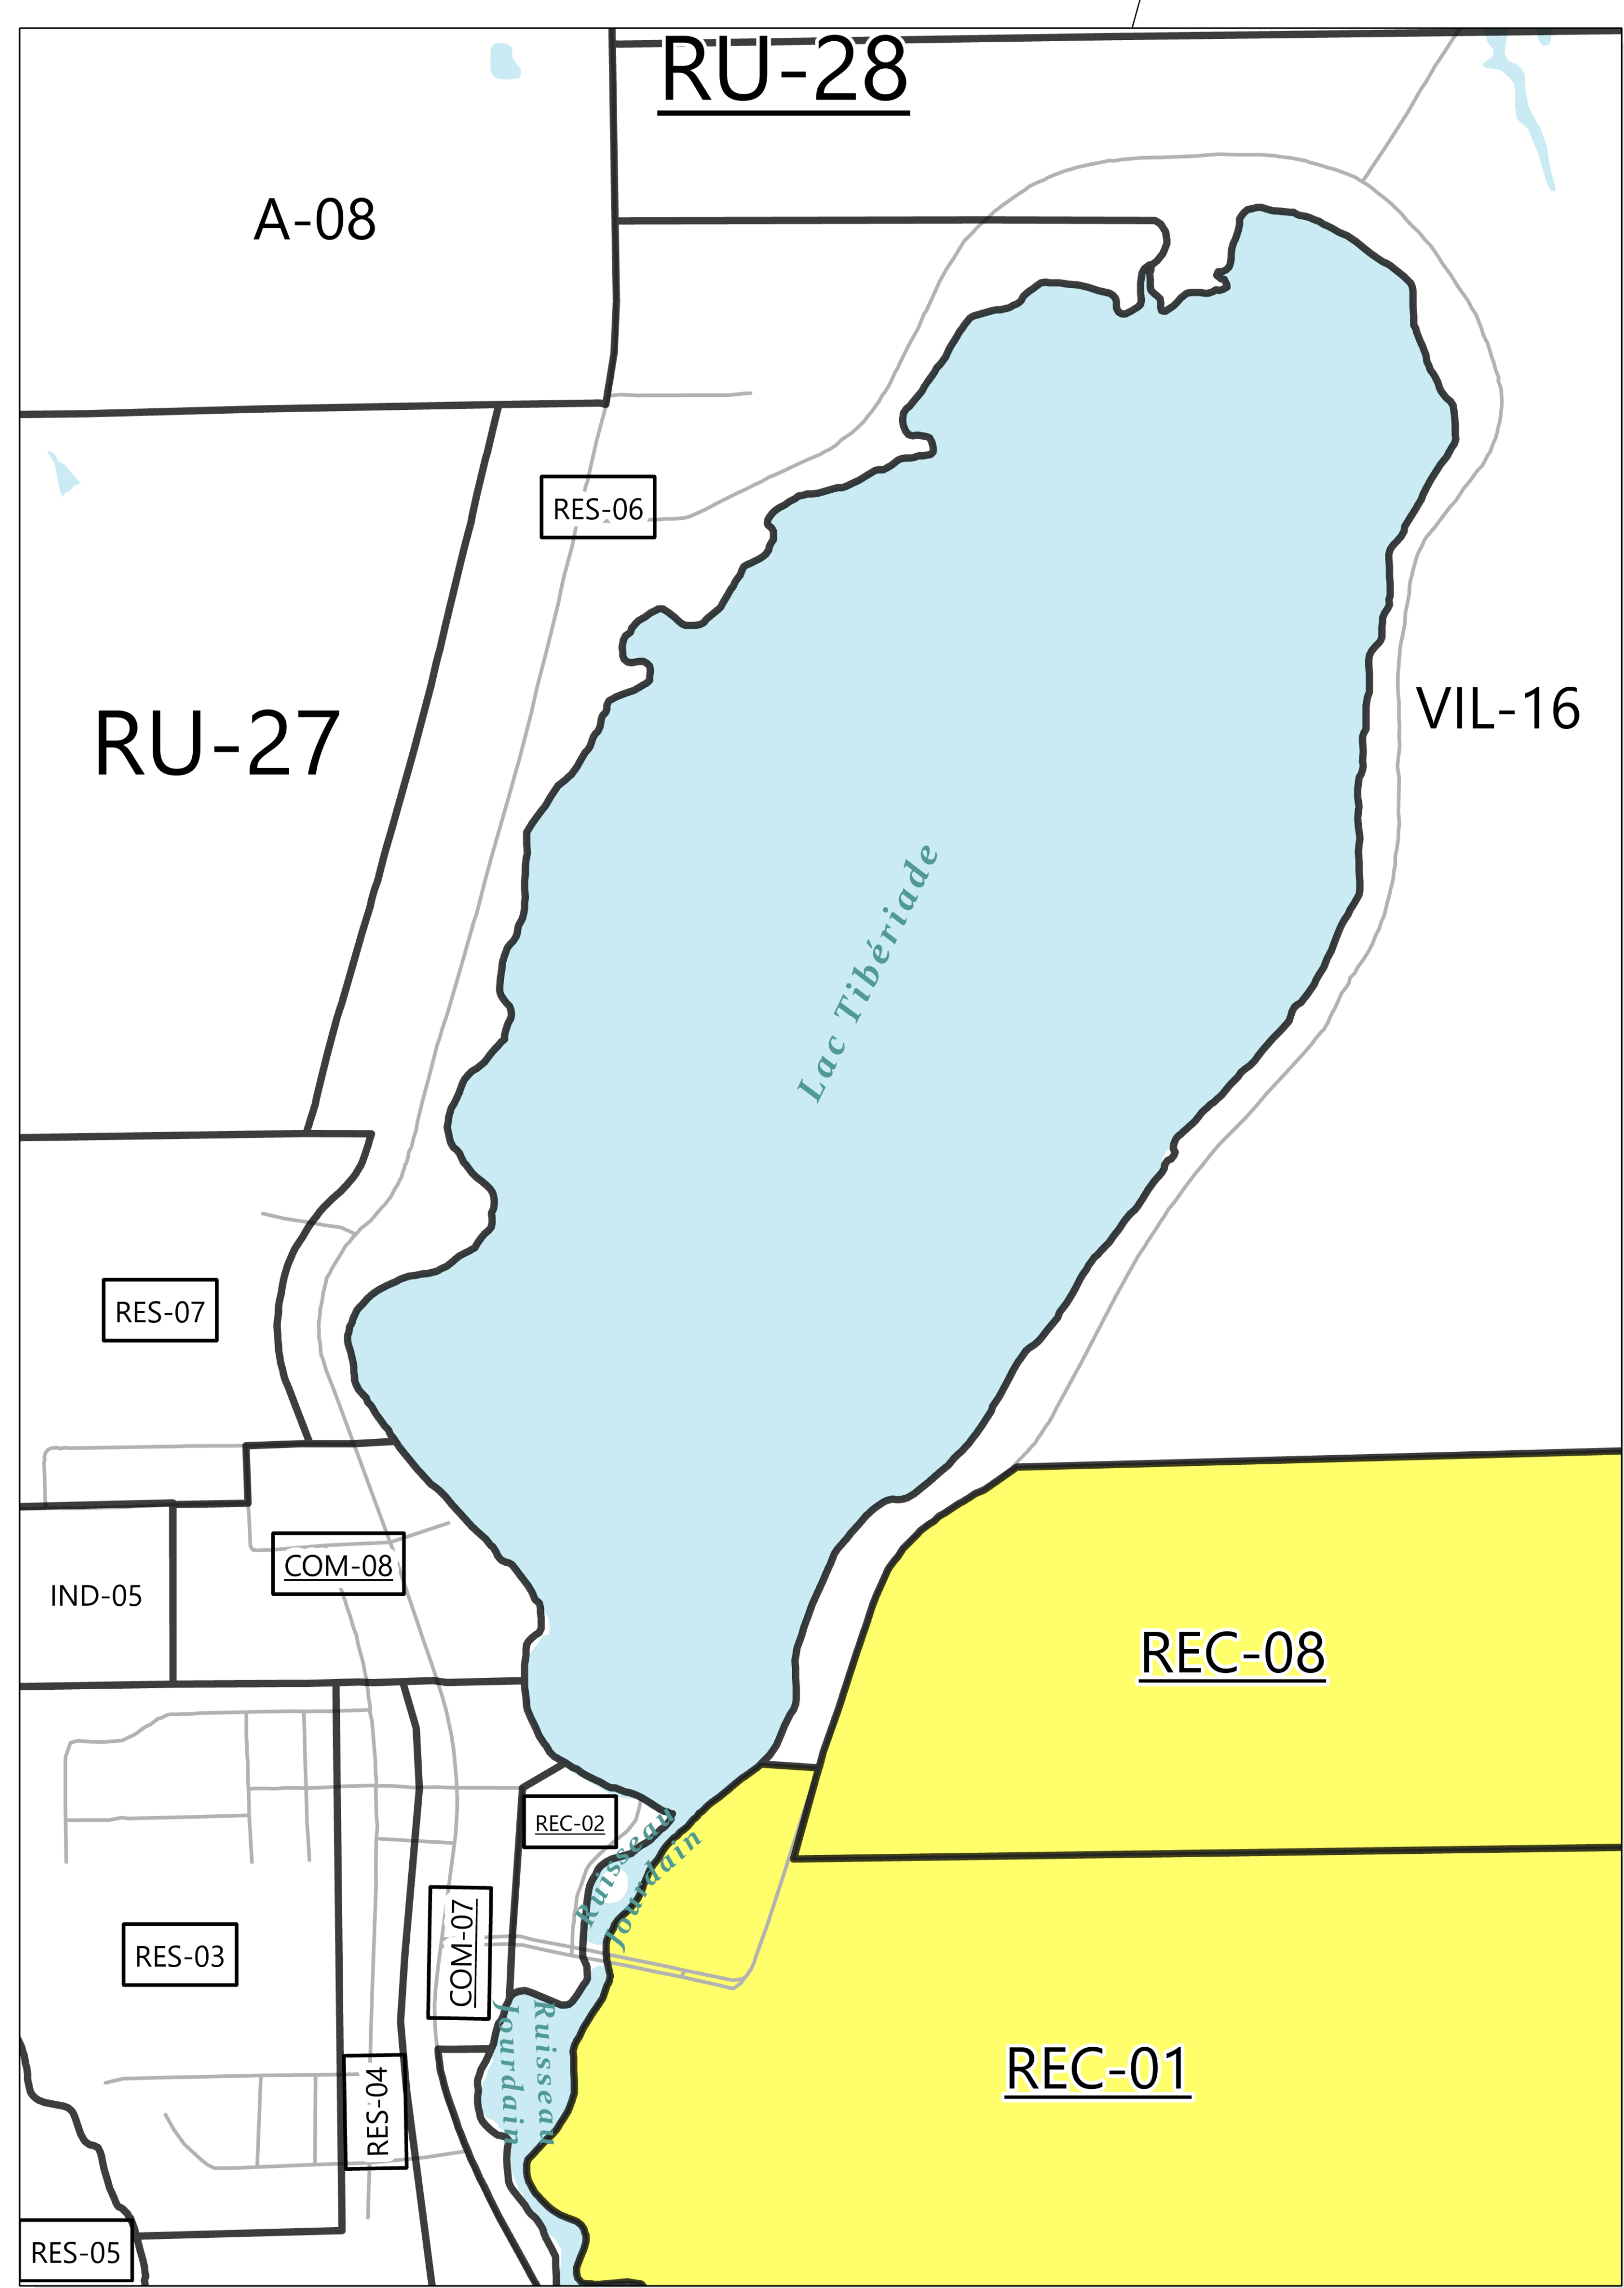 RU-28
A-08
RES-06
RU-27
VIL-16
Lac Tibériade
RES-07
COM-08
IND-05
REC-08
REC-02
Ruisseau
Jourdain
COM-07
RES-03
Ruisseau
Jourdain
REC-01
RES-04
RES-05